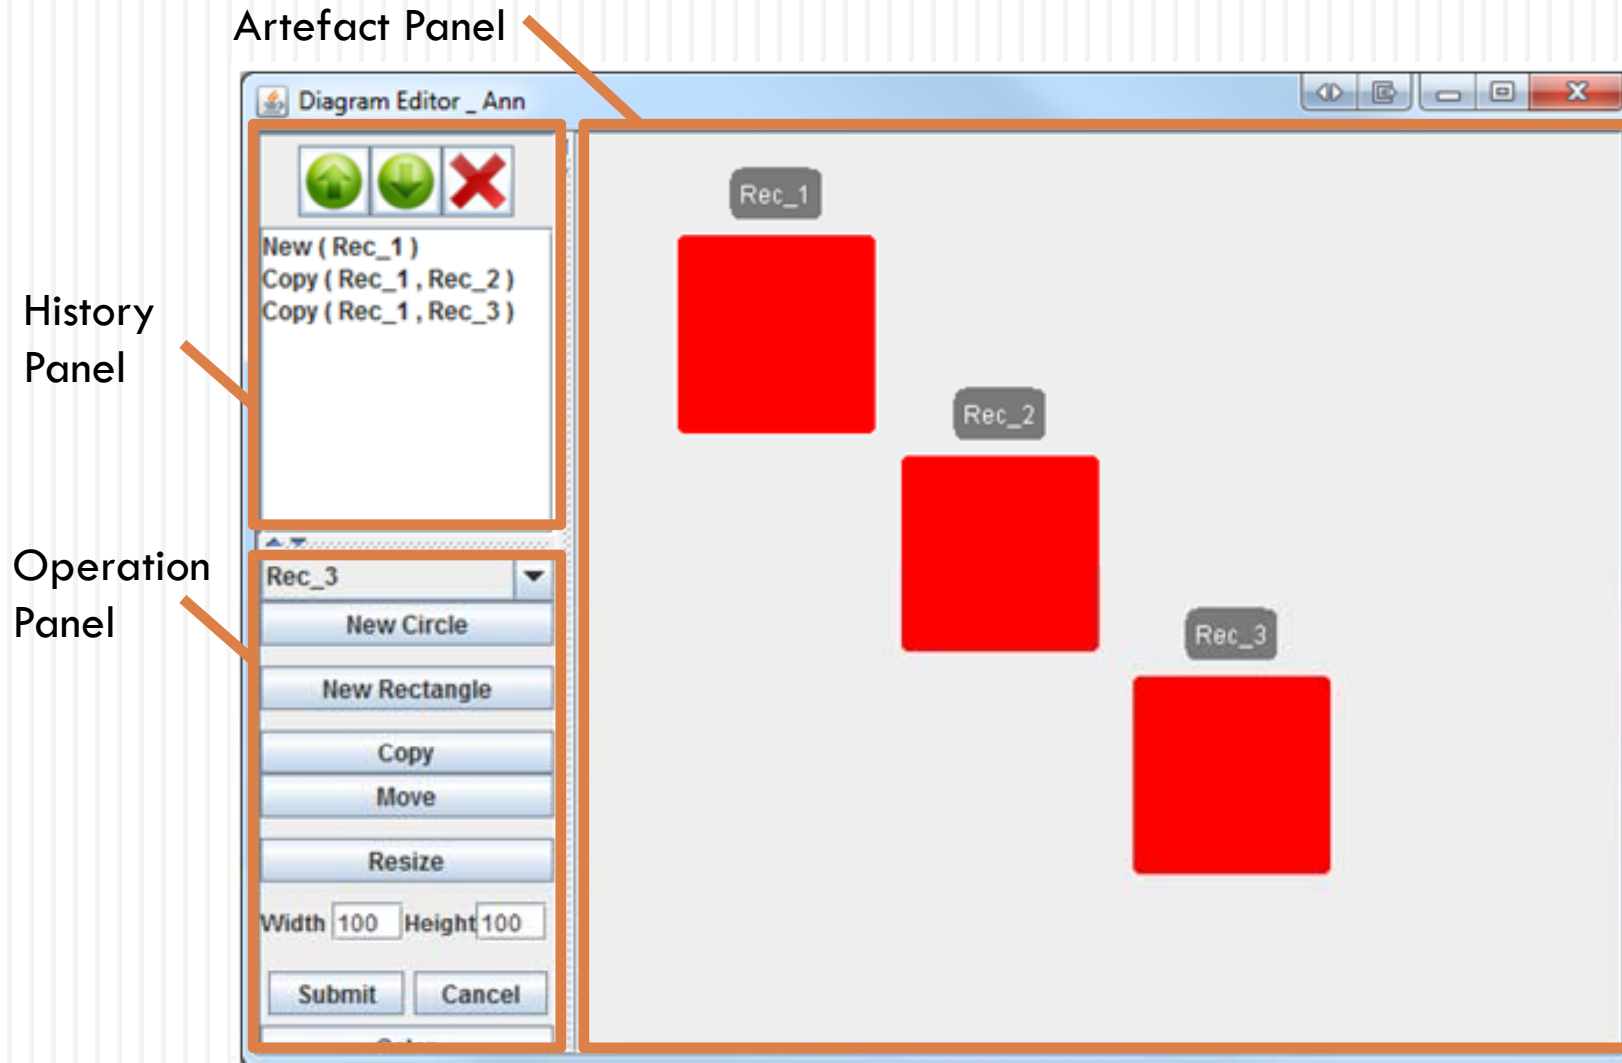 Artefact Panel
Diagram Editor _ Ann
New ( Rec_1 )
Copy ( Rec_1 , Rec_2 )
Copy ( Rec_1 , Rec_3 )
History
Panel
Operation
Panel
Rec_3
New Circle
New Rectangle
Copy
Move
Resize
Width 100 Height 100
Submit Cancel
Rec_1
Rec_2
Rec_3